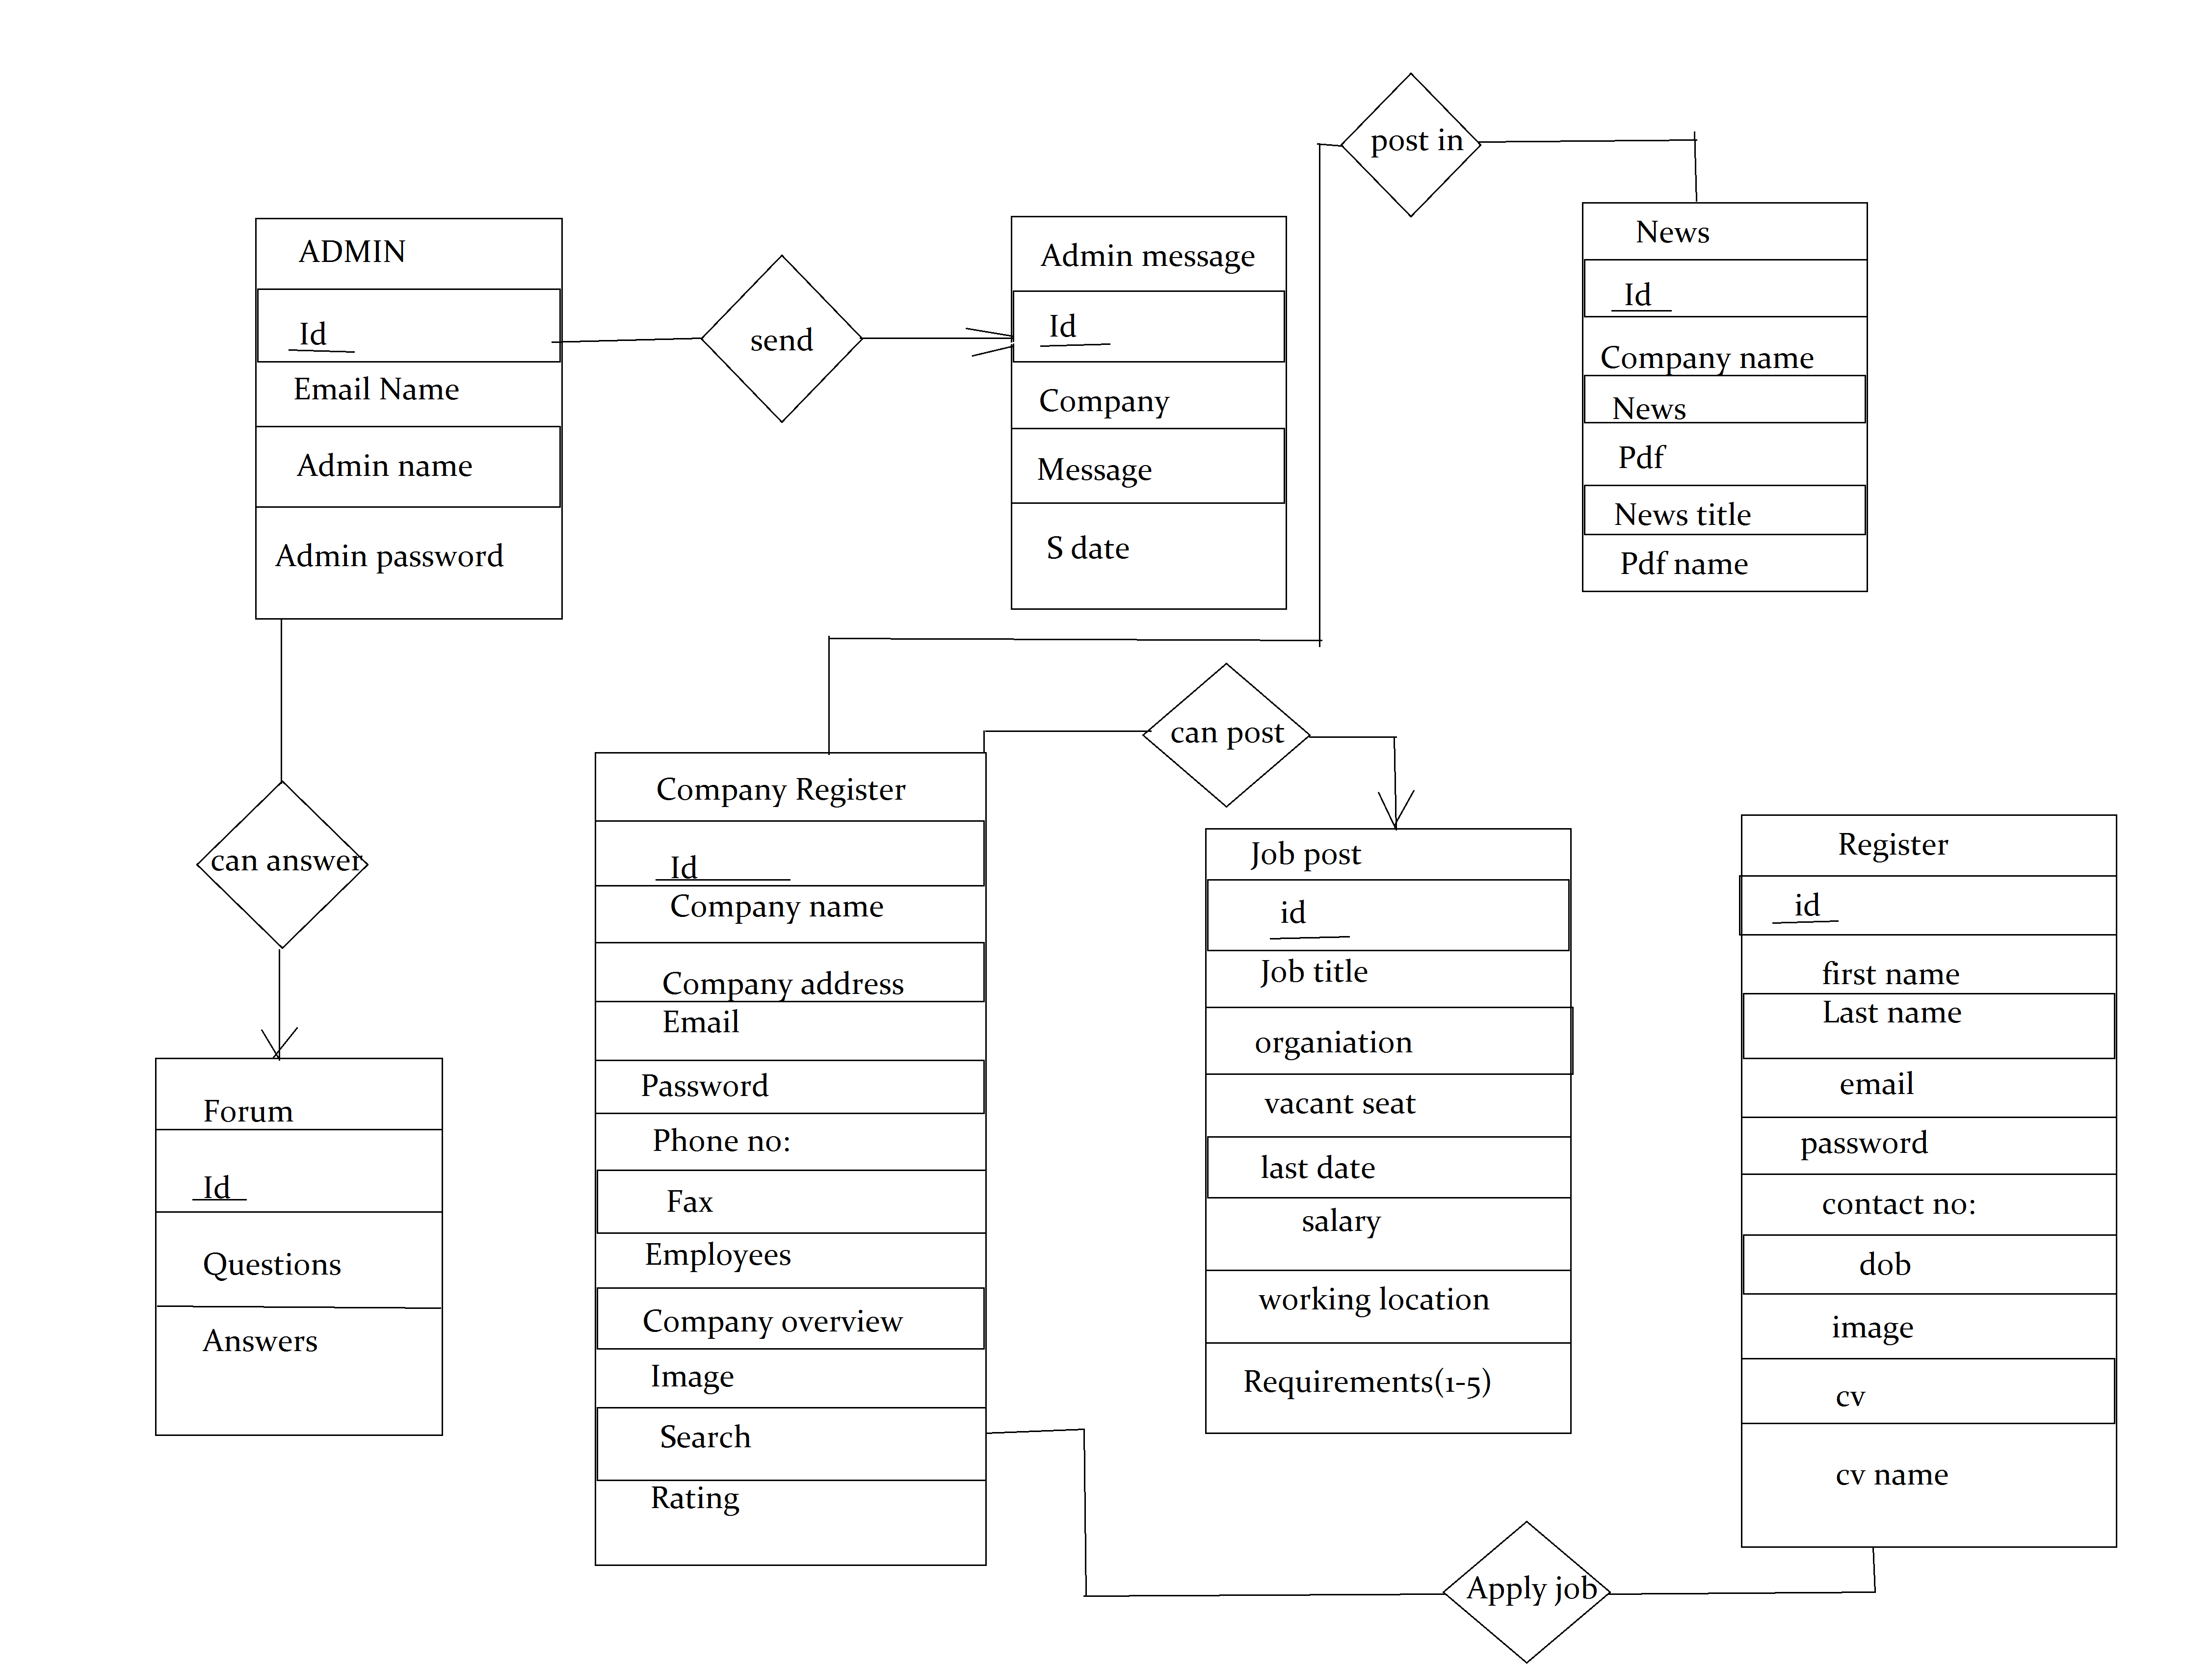 ADMIN
Id
Email Name
Admin name
Admin password
send
Admin message
Id
Company
Message
S date
post in
News
Id
Company name
News
Pdf
News title
Pdf name
can answer
Forum
Id
Questions
Answers
Company Register
Id
Company name
Company address
Email
Password
Phone no:
Fax
Employees
Company overview
Image
Search
Rating
can post
Job post
id
Job title
organiation
vacant seat
last date
salary
working location
Requirements(1-5)
Register
id
first name
Last name
email
password
contact no:
dob
image
cv
cv name
Apply job